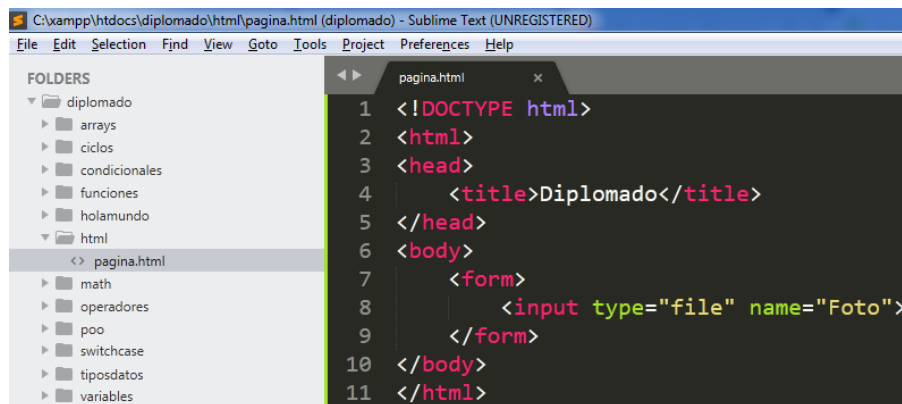 C:\xampp\htdocs\diplomado\html\pagina.html (diplomado) - Sublime Text (UNREGISTERED)
File Edit Selection Find View Goto Tools Project Preferences Help
FOLDERS
diplomado
arrays
ciclos
condicionales
funciones
holamundo
html
<> pagina.html
math
operadores
poo
switchcase
tiposdatos
variables
pagina.html ×
1 <!DOCTYPE html>
2 <html>
3 <head>
4 <title>Diplomado</title>
5 </head>
6 <body>
7 <form>
8 <input type="file" name="Foto">
9 </form>
10 </body>
11 </html>